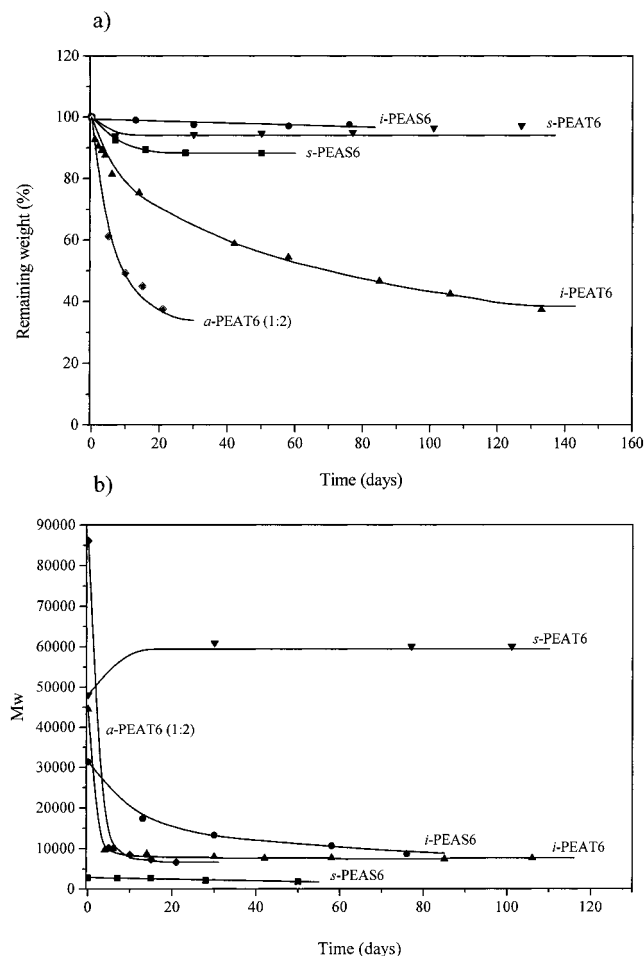 a)
120
100
80
60
40
20
0
Remaining weight (%)
i-PEAS6
s-PEAT6
s-PEAS6
i-PEAT6
a-PEAT6 (1:2)
0 20 40 60 80 100 120 140 160
Time (days)
b)
90000
80000
70000
60000
50000
40000
30000
20000
10000
0
Mw
s-PEAT6
a-PEAT6 (1:2)
i-PEAS6
i-PEAT6
s-PEAS6
0 20 40 60 80 100 120
Time (days)